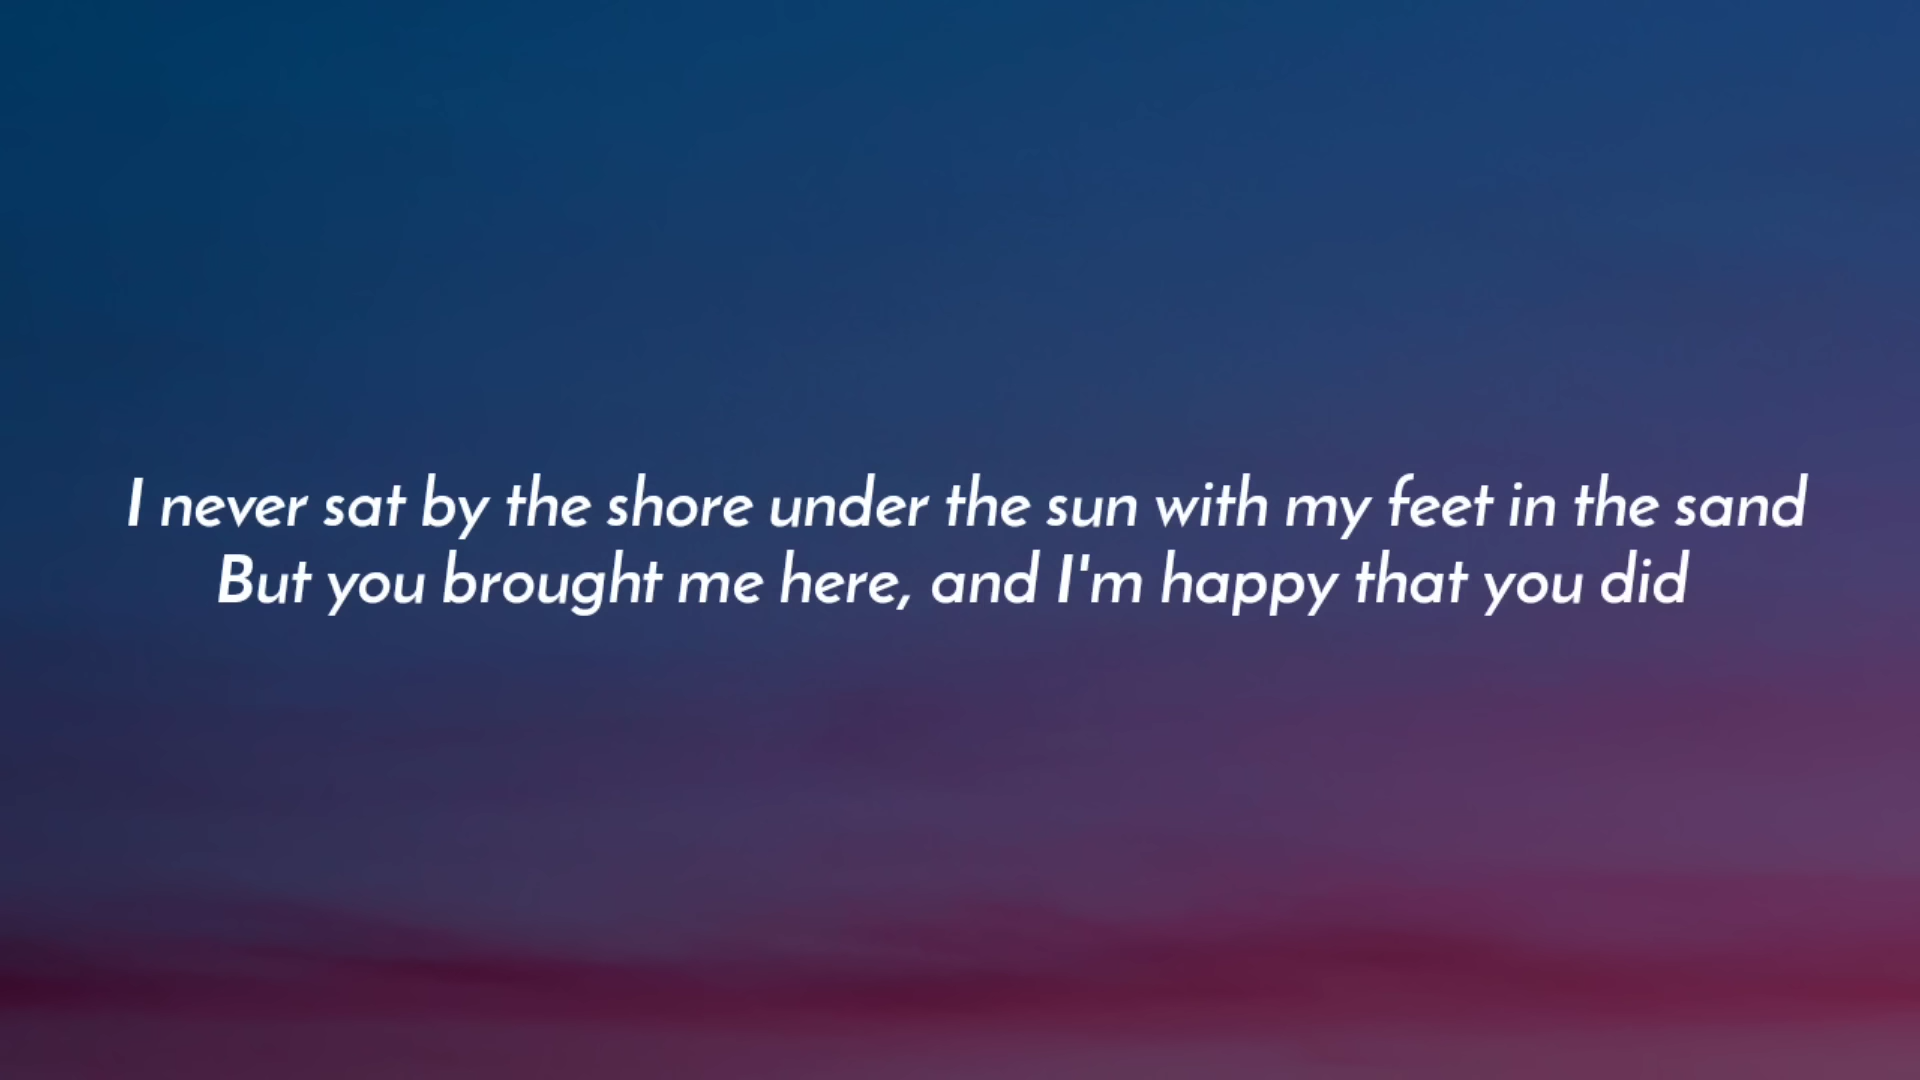 I never sat by the shore under the sun with my feet in the sand
But you brought me here, and I'm happy that you did